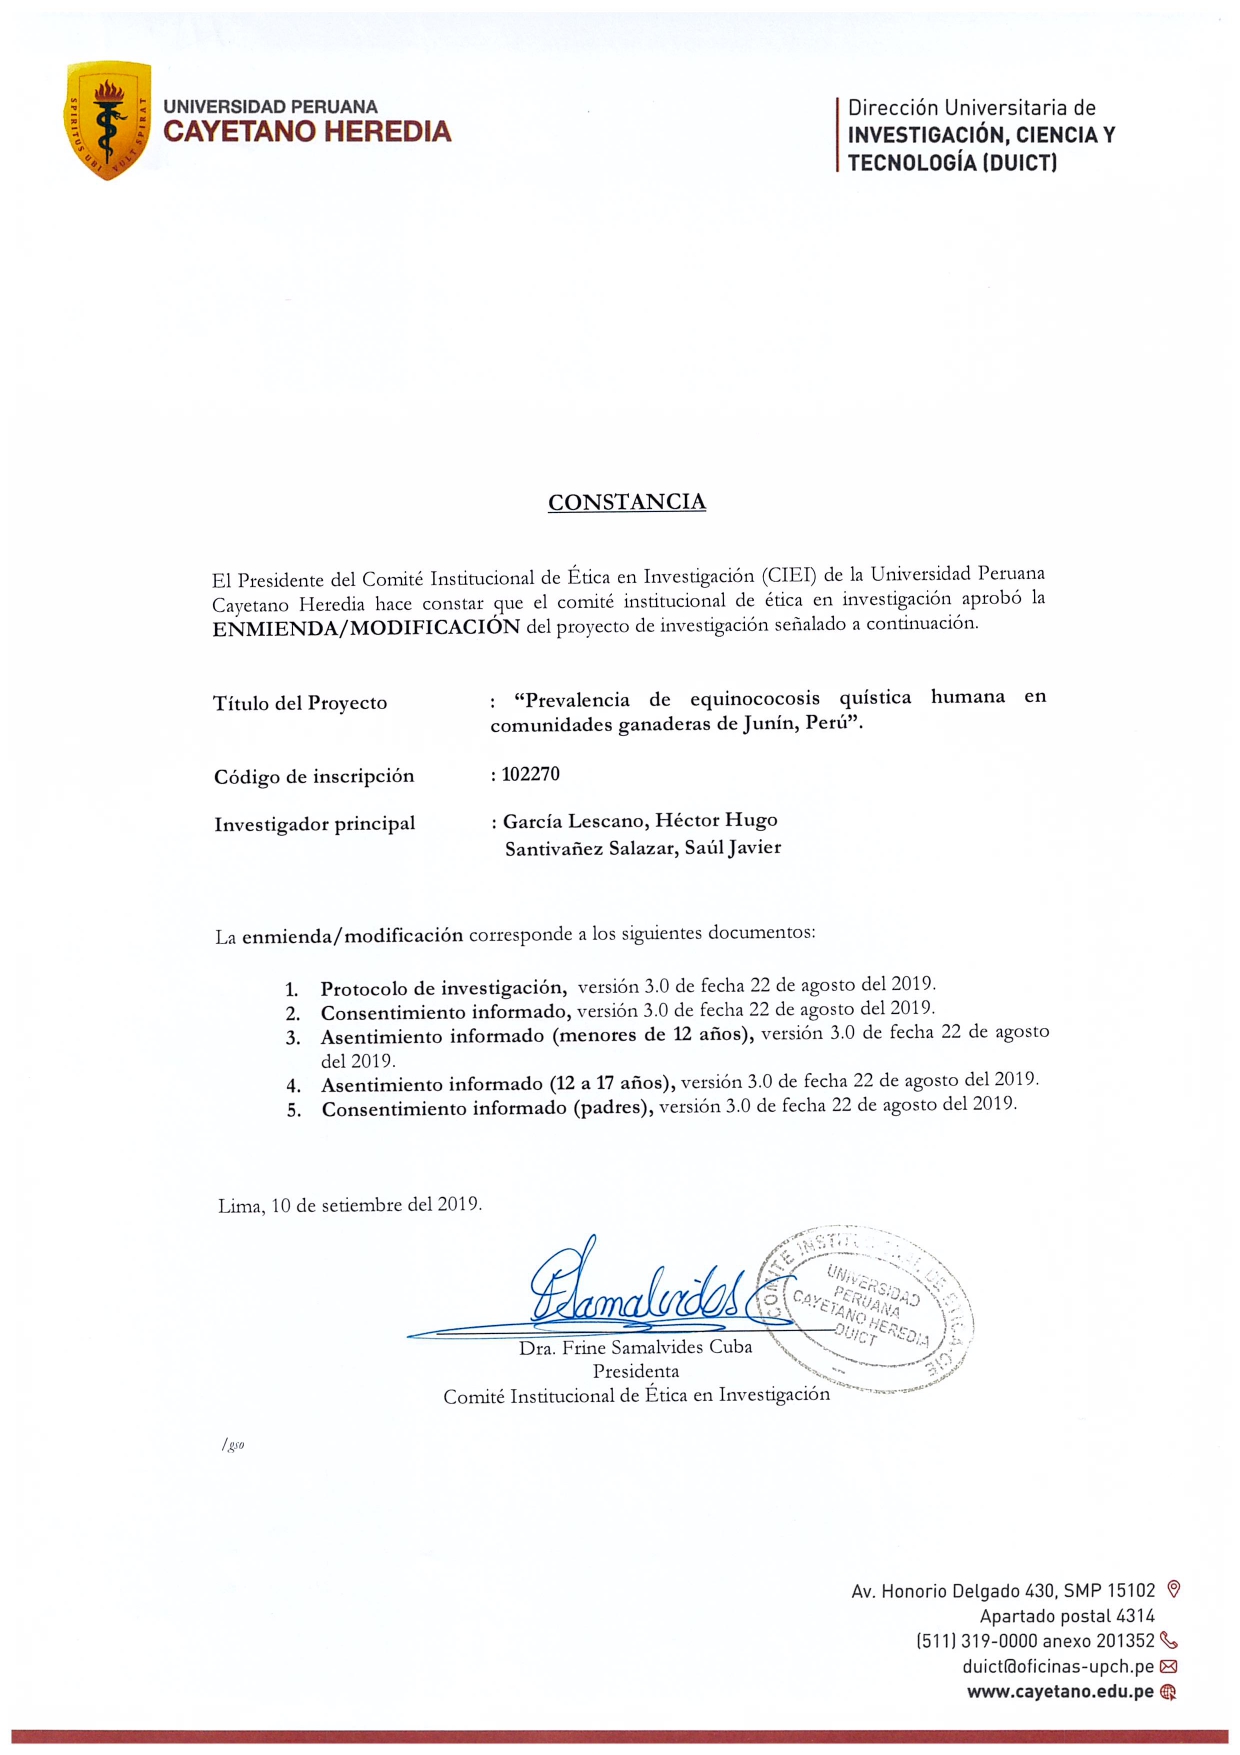 SPIRITUS UBI VULT SPIRAT
UNIVERSIDAD PERUANA
CAYETANO HEREDIA
Dirección Universitaria de
INVESTIGACIÓN, CIENCIA Y
TECNOLOGÍA (DUICT)
CONSTANCIA
El Presidente del Comité Institucional de Ética en Investigación (CIEI) de la Universidad Peruana
Cayetano Heredia hace constar que el comité institucional de ética en investigación aprobó la
ENMIENDA/MODIFICACIÓN del proyecto de investigación señalado a continuación.
Título del Proyecto : “Prevalencia de equinococosis quística humana en
comunidades ganaderas de Junín, Perú”.
Código de inscripción : 102270
Investigador principal : García Lescano, Héctor Hugo
Santivañez Salazar, Saúl Javier
La enmienda/modificación corresponde a los siguientes documentos:
1. Protocolo de investigación, versión 3.0 de fecha 22 de agosto del 2019.
2. Consentimiento informado, versión 3.0 de fecha 22 de agosto del 2019.
3. Asentimiento informado (menores de 12 años), versión 3.0 de fecha 22 de agosto
del 2019.
4. Asentimiento informado (12 a 17 años), versión 3.0 de fecha 22 de agosto del 2019.
5. Consentimiento informado (padres), versión 3.0 de fecha 22 de agosto del 2019.
Lima, 10 de setiembre del 2019.
FSamalvides C
COMITE INSTITUCIONAL DE ETICA-CIE
UNIVERSIDAD
PERUANA
CAYETANO HEREDIA
DUICT
Dra. Frine Samalvides Cuba
Presidenta
Comité Institucional de Ética en Investigación
/gso
Av. Honorio Delgado 430, SMP 15102
Apartado postal 4314
(511) 319-0000 anexo 201352
duict@oficinas-upch.pe
www.cayetano.edu.pe